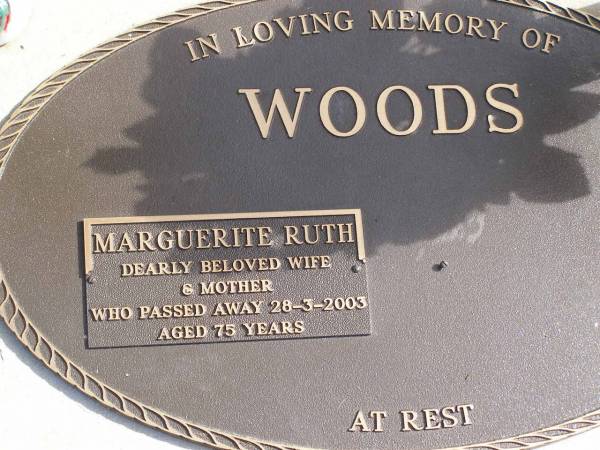 IN LOVING MEMORY OF
WOODS
MARGUERITE RUTH
DEARLY BELOVED WIFE
& MOTHER
WHO PASSED AWAY 28-3-2003
AGED 75 YEARS
AT REST